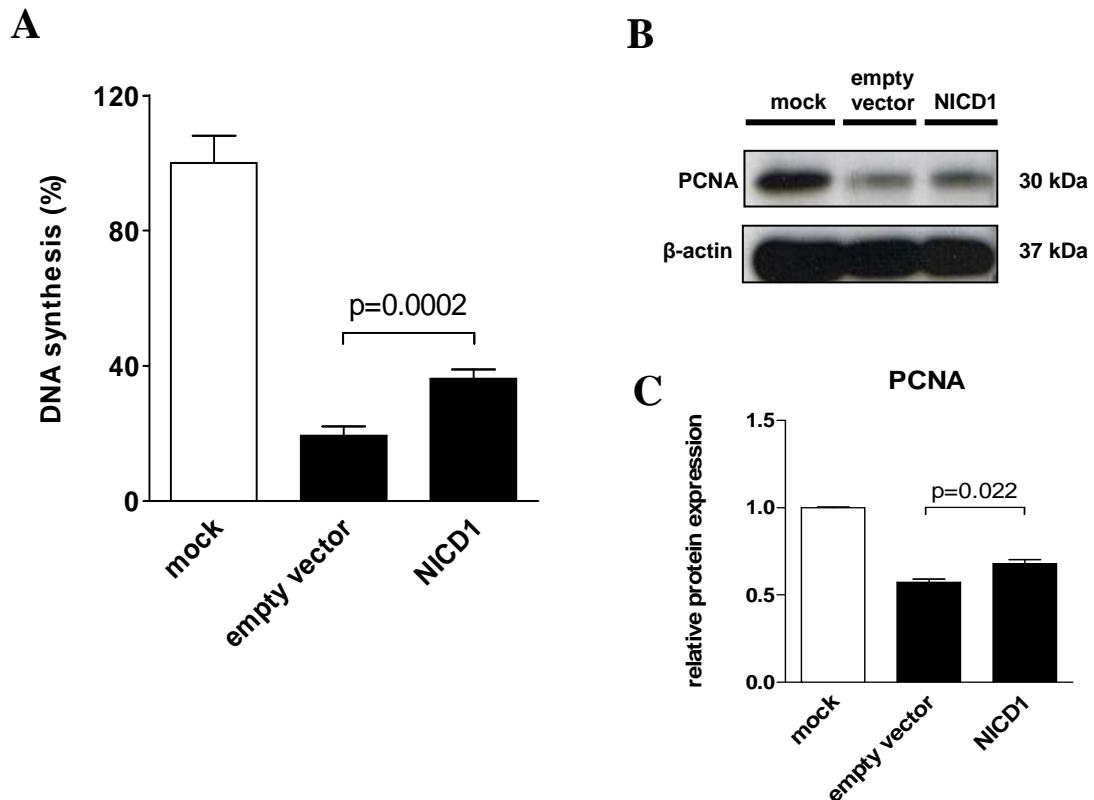 A
120
80
40
0
DNA synthesis (%)
p=0.0002
mock
empty vector
NICD1
B
mock
empty
vector
NICD1
PCNA
30 kDa
β-actin
37 kDa
C
PCNA
1.5
1.0
0.5
0.0
relative protein expression
p=0.022
mock
empty vector
NICD1